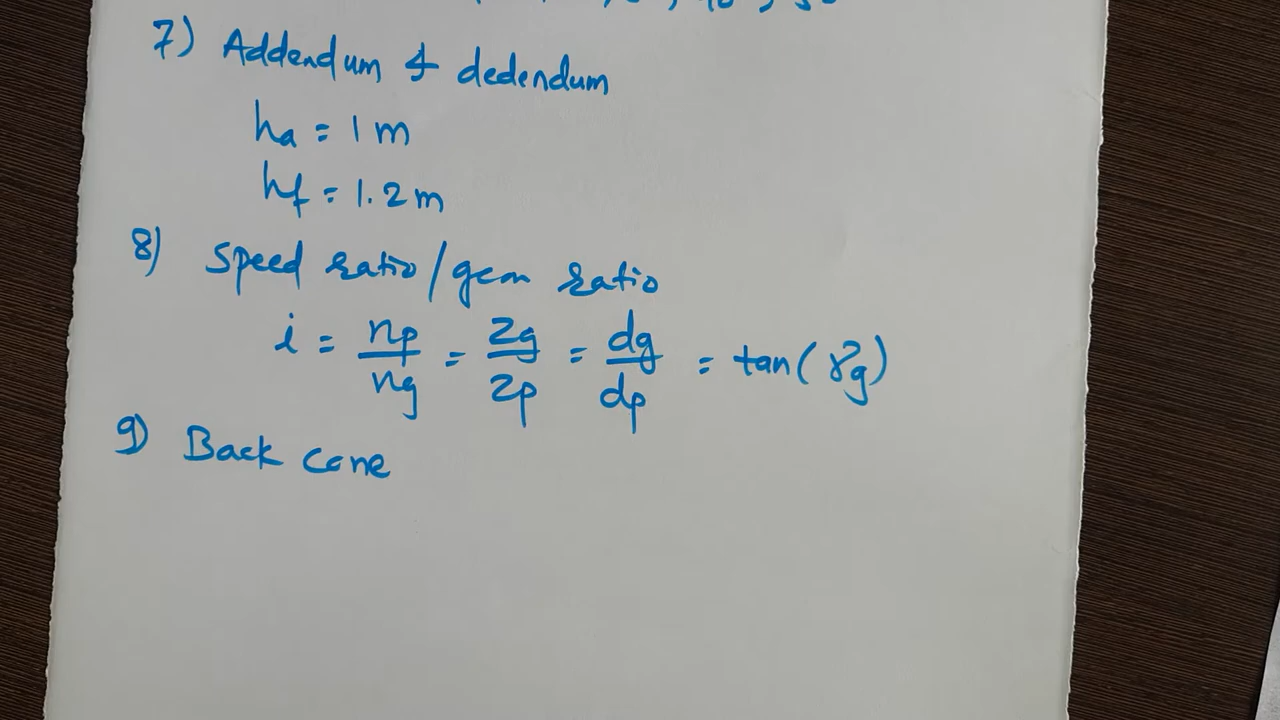 7) Addendum & dedendum
ha = 1 m
hf = 1.2 m
8) Speed ratio/gear ratio
i = np/ng = zg/zp = dg/dp = tan(γg)
9) Back cone